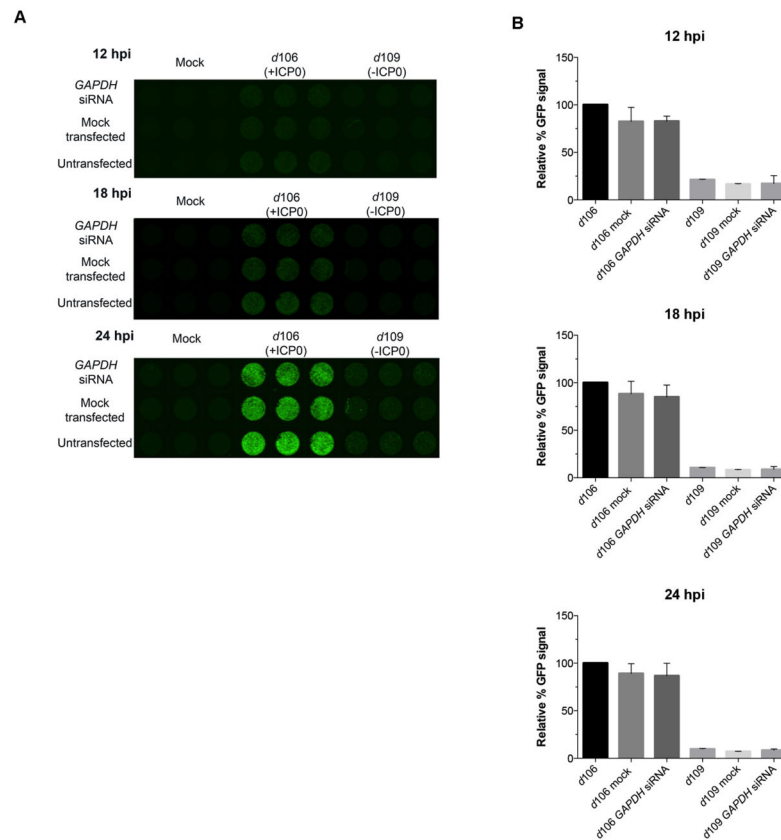 A
12 hpi
Mock
d106
(+ICP0)
d109
(-ICP0)
GAPDH
siRNA
Mock
transfected
Untransfected
18 hpi
Mock
d106
(+ICP0)
d109
(-ICP0)
GAPDH
siRNA
Mock
transfected
Untransfected
24 hpi
Mock
d106
(+ICP0)
d109
(-ICP0)
GAPDH
siRNA
Mock
transfected
Untransfected
B
12 hpi
Relative % GFP signal
150
100
50
0
d106
d106 mock
d106 GAPDH siRNA
d109
d109 mock
d109 GAPDH siRNA
18 hpi
Relative % GFP signal
150
100
50
0
d106
d106 mock
d106 GAPDH siRNA
d109
d109 mock
d109 GAPDH siRNA
24 hpi
Relative % GFP signal
150
100
50
0
d106
d106 mock
d106 GAPDH siRNA
d109
d109 mock
d109 GAPDH siRNA